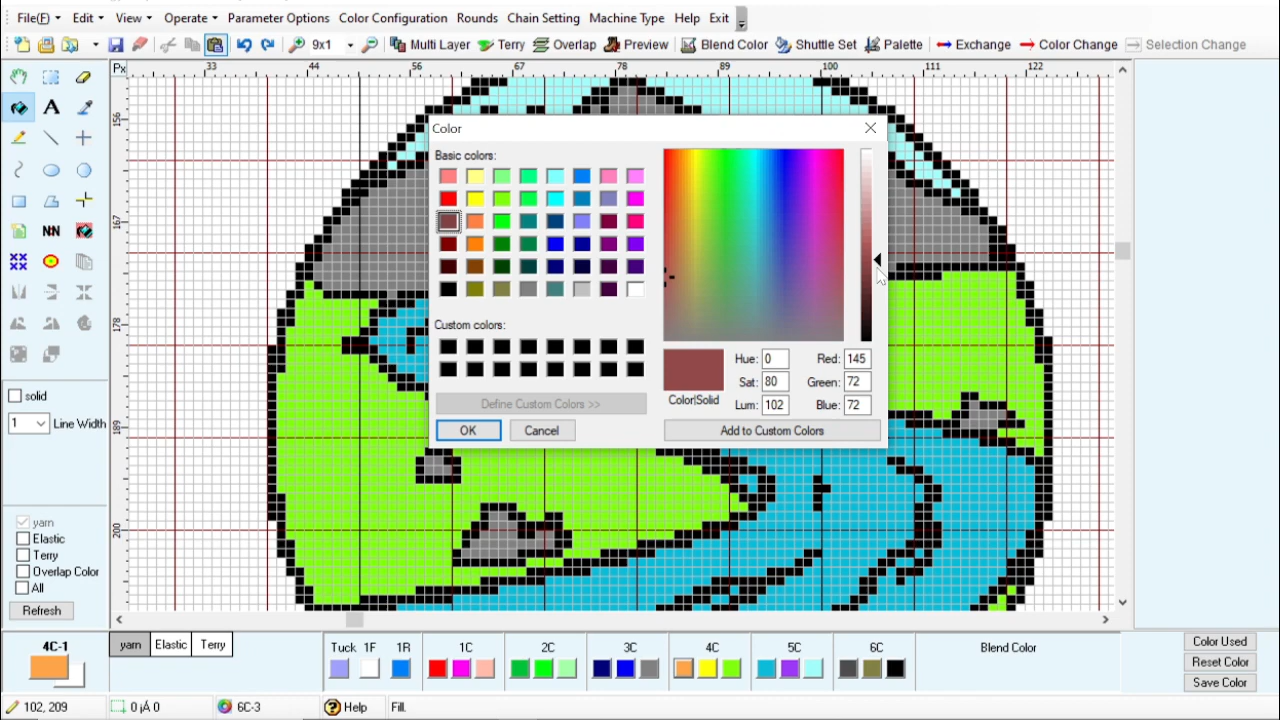 File(F) Edit View Operate Parameter Options Color Configuration Rounds Chain Setting Machine Type Help Exit
9x1 Multi Layer Terry Overlap Preview Blend Color Shuttle Set Palette Exchange Color Change Selection Change
Px 33 44 56 67 78 89 100 111 122
156
167
178
189
200
Color
Basic colors:
Custom colors:
Define Custom Colors >>
OK Cancel
Color|Solid
Hue: 0 Red: 145
Sat: 80 Green: 72
Lum: 102 Blue: 72
Add to Custom Colors
NN
solid
1 Line Width
yarn
Elastic
Terry
Overlap Color
All
Refresh
4C-1
yarn Elastic Terry
Tuck 1F 1R 1C 2C 3C 4C 5C 6C Blend Color
Color Used
Reset Color
Save Color
102, 209 0 ¡Á 0 6C-3 Help Fill.